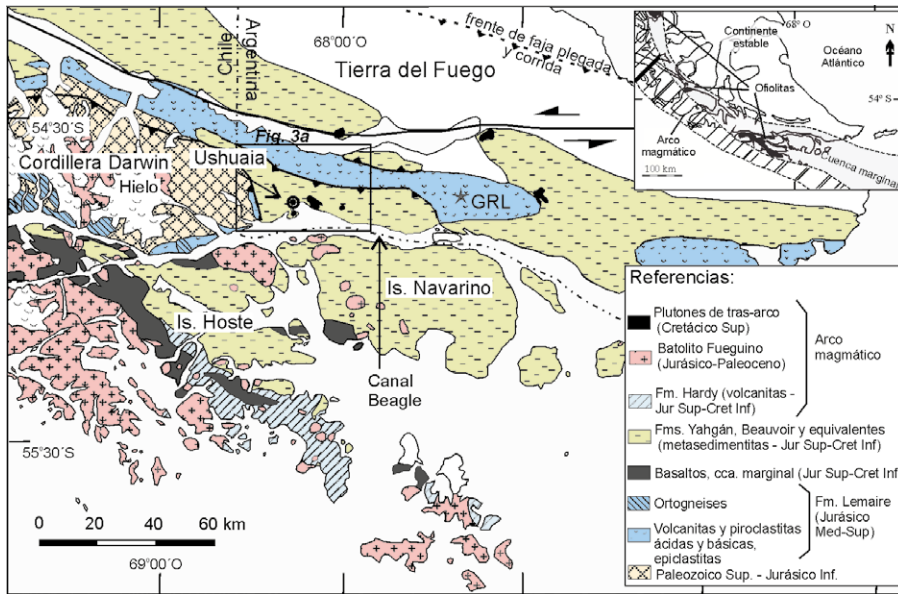 Argentina
Chile
68°00´O
frente de faja plegada
y corrida
Tierra del Fuego
54°30´S
Fig. 3a
Cordillera Darwin
Ushuaia
Hielo
GRL
Is. Navarino
Is. Hoste
Canal
Beagle
55°30´S
0 20 40 60 km
69°00´O
Continente
estable
68° O
N
Océano
Atlántico
Ofiolitas
54° S
Arco
magmático
Cuenca marginal
100 km
Referencias:
Plutones de tras-arco
(Cretácico Sup)
Batolito Fueguino
(Jurásico-Paleoceno)
Arco
magmático
Fm. Hardy (volcanitas -
Jur Sup-Cret Inf)
Fms. Yahgán, Beauvoir y equivalentes
(metasedimentitas - Jur Sup-Cret Inf)
Basaltos, cca. marginal (Jur Sup-Cret Inf
Ortogneises
Volcanitas y piroclastitas
ácidas y básicas,
epiclastitas
Fm. Lemaire
(Jurásico
Med-Sup)
Paleozoico Sup. - Jurásico Inf.